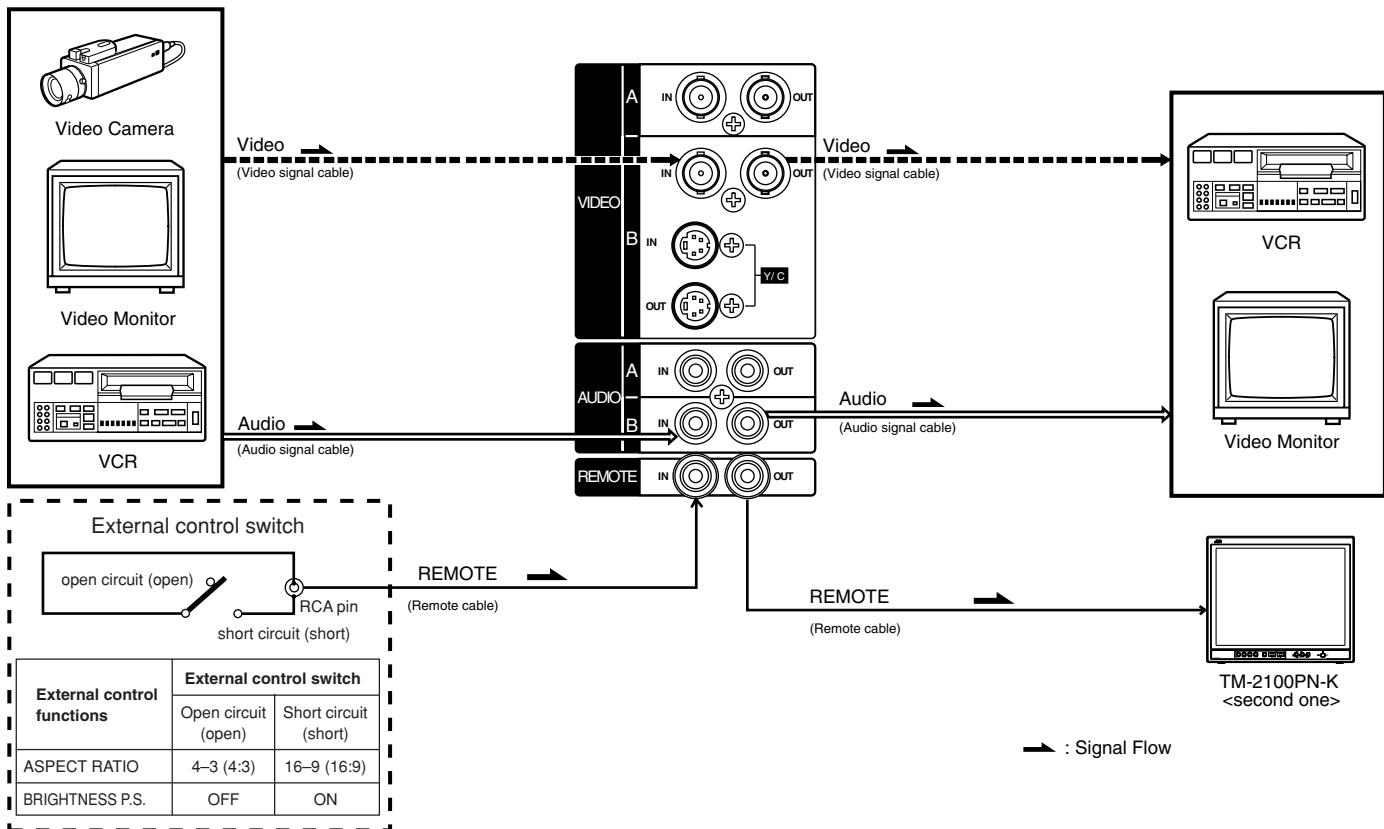 Video Camera
Video Monitor
VCR
Video
(Video signal cable)
Audio
(Audio signal cable)
VIDEO
A
IN
OUT
IN
OUT
B
IN
Y/C
OUT
AUDIO
A
IN
OUT
B
IN
OUT
REMOTE
IN
OUT
Video
(Video signal cable)
Audio
(Audio signal cable)
VCR
Video Monitor
External control switch
open circuit (open)
RCA pin
short circuit (short)
REMOTE
(Remote cable)
REMOTE
(Remote cable)
TM-2100PN-K
<second one>
External control functions
External control switch
Open circuit (open)
Short circuit (short)
ASPECT RATIO
4–3 (4:3)
16–9 (16:9)
BRIGHTNESS P.S.
OFF
ON
: Signal Flow